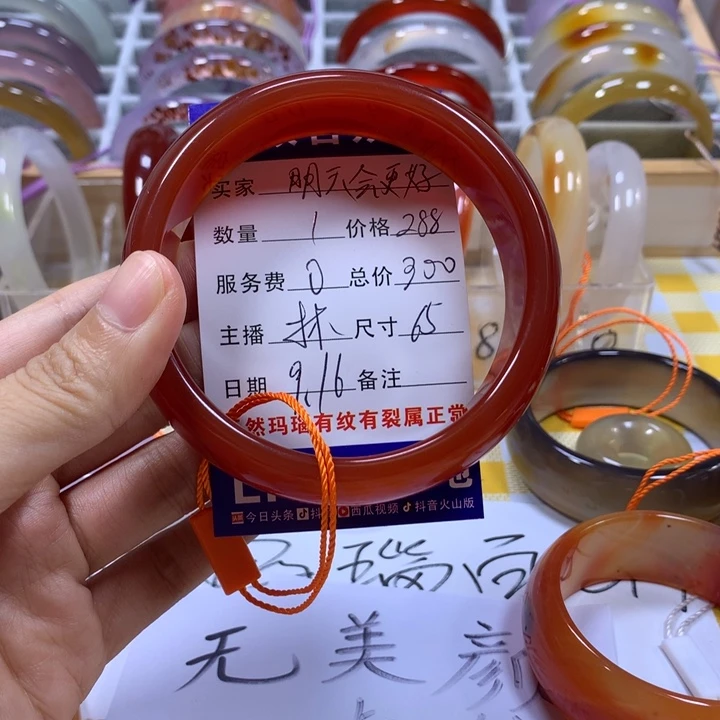 买家 明天会更好
数量 1 价格 288
服务费 0 总价 300
主播 林 尺寸 65
日期 9.16 备注
然玛瑙有纹有裂属正常
今日头条 抖 西瓜视频 抖音火山版
瑞
无美颜